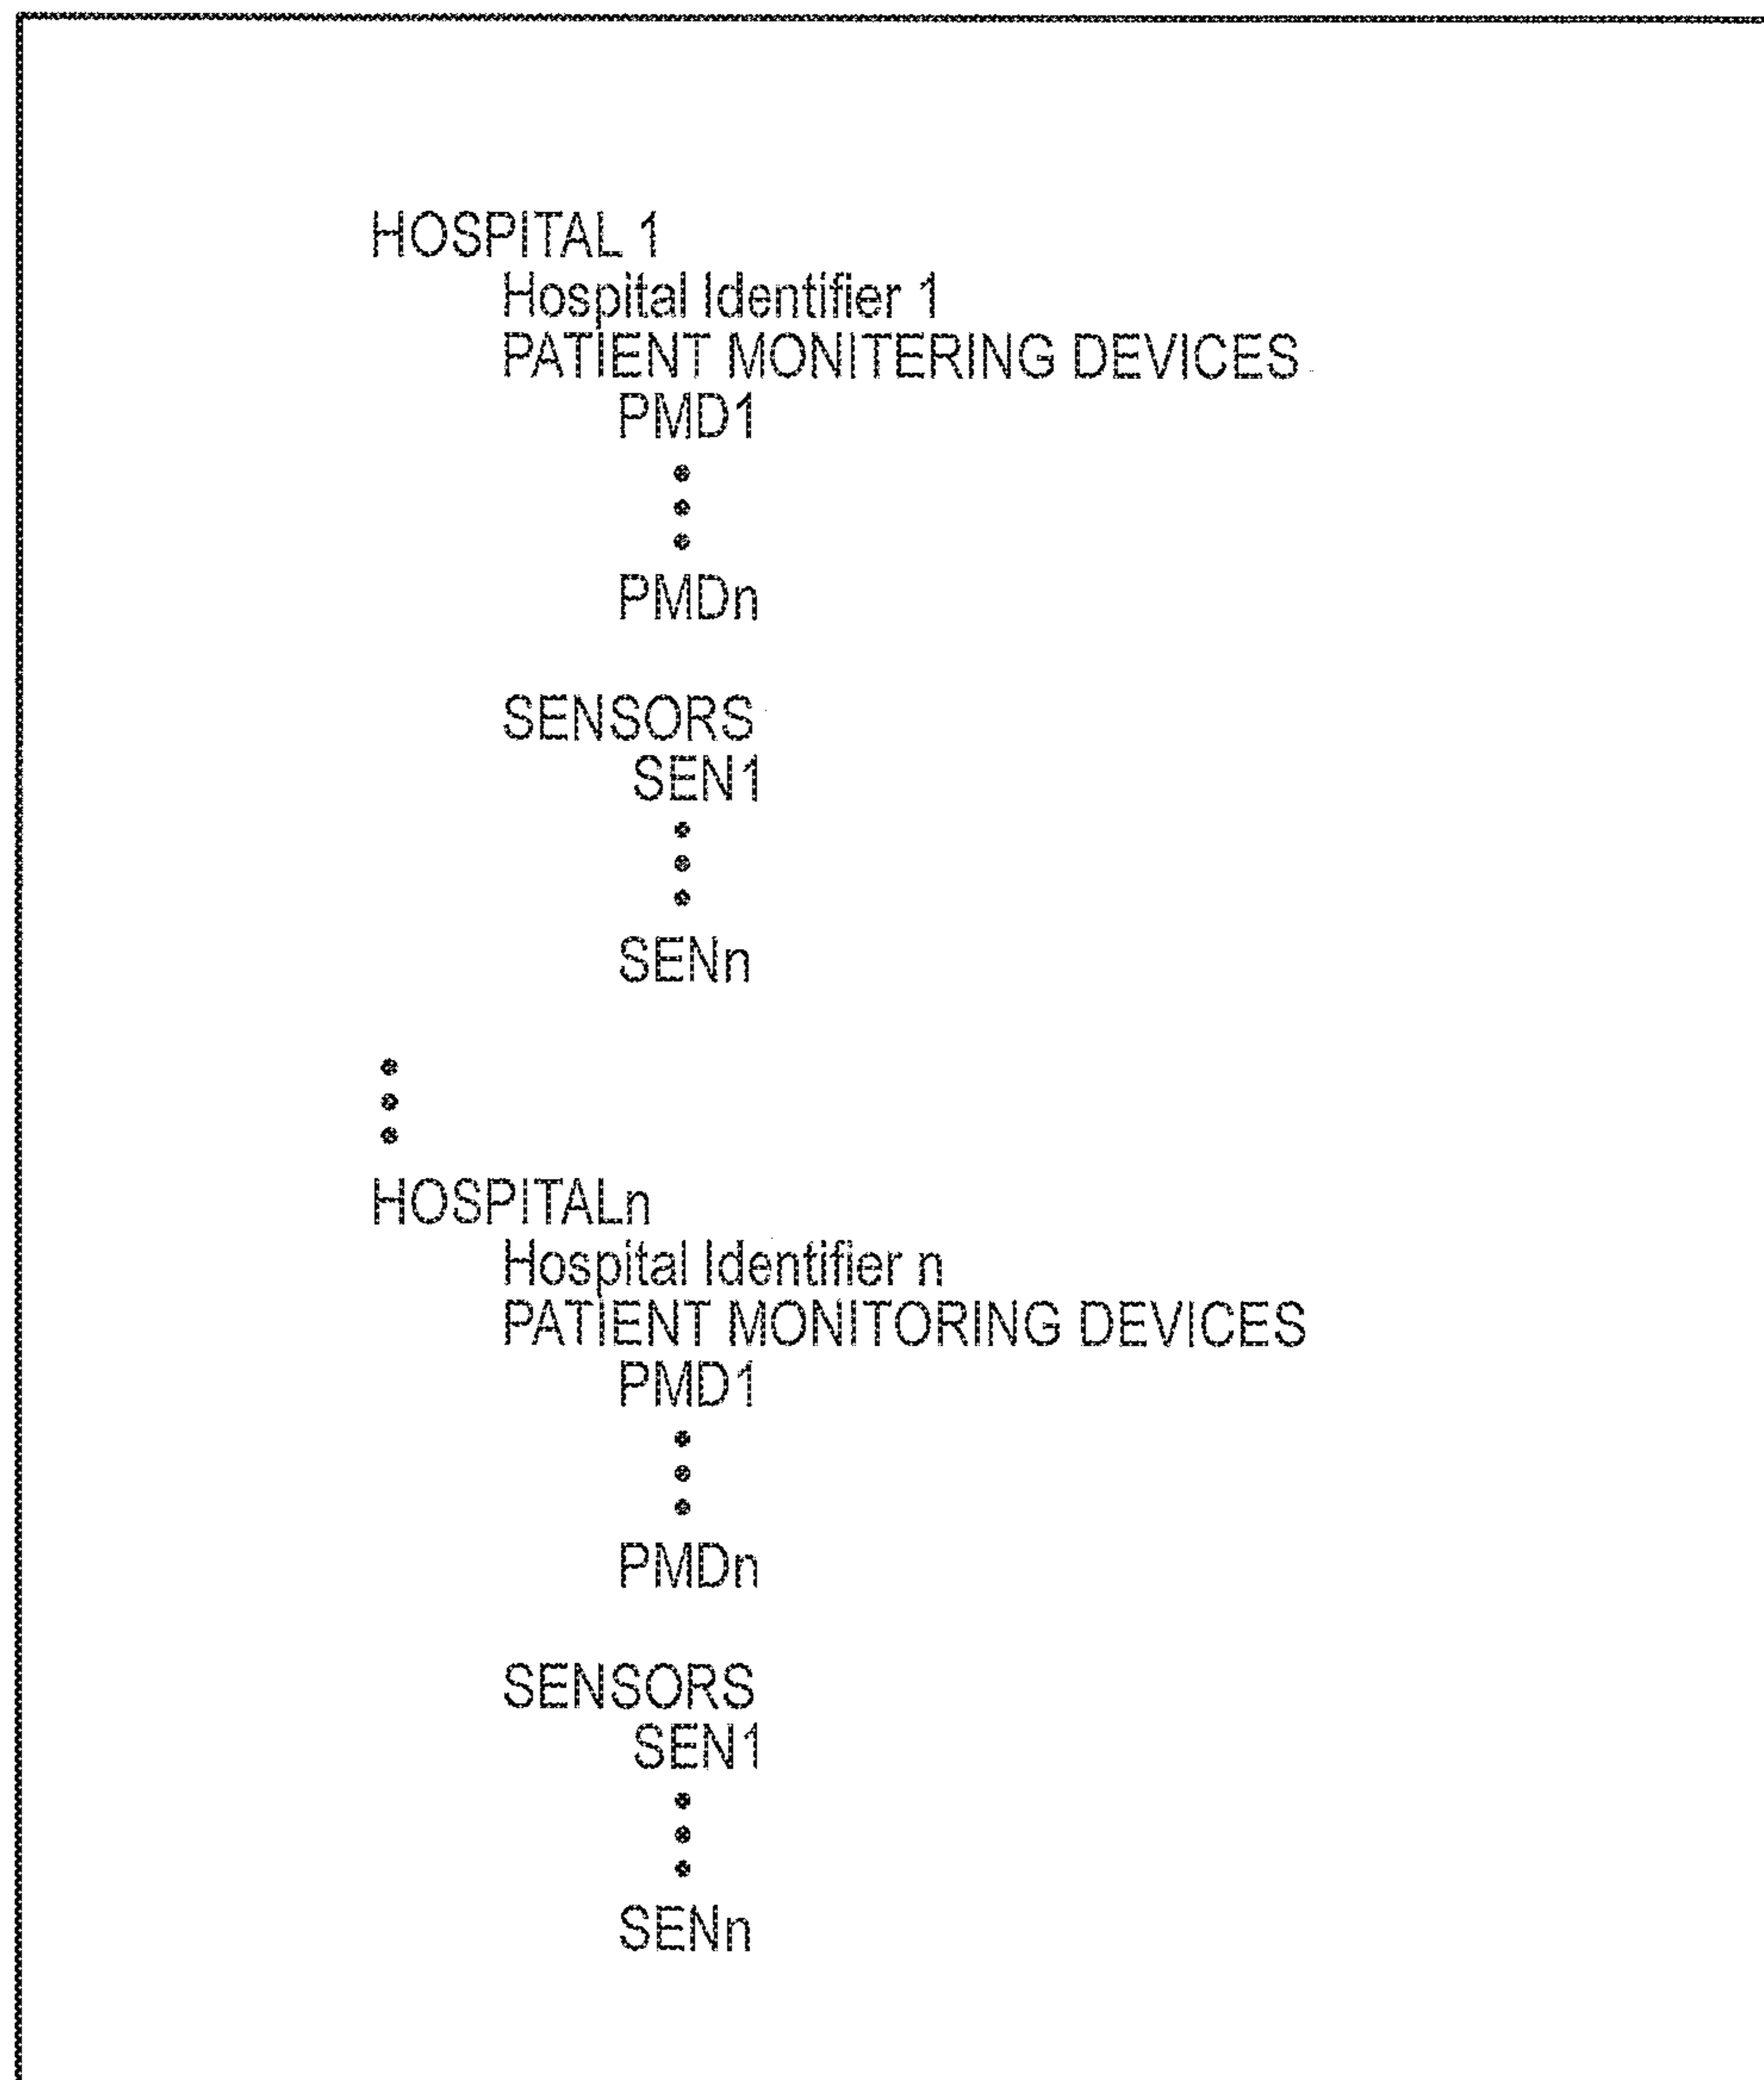 HOSPITAL 1
Hospital Identifier 1
PATIENT MONITERING DEVICES
PMD1
PMDn
SENSORS
SEN1
SENn
HOSPITALn
Hospital Identifier n
PATIENT MONITORING DEVICES
PMD1
PMDn
SENSORS
SEN1
SENn